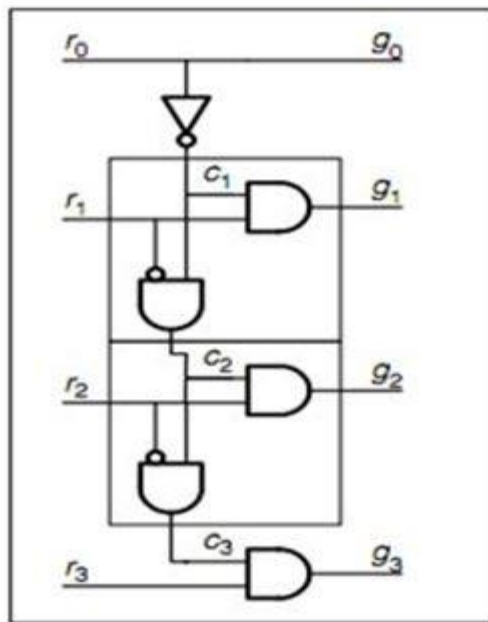 r₀ g₀
c₁
r₁ g₁
c₂
r₂ g₂
c₃
r₃ g₃